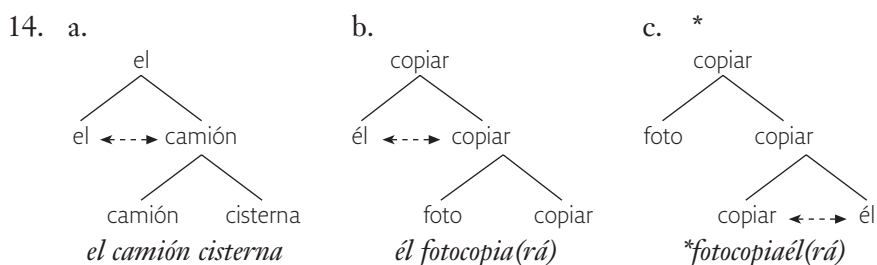 14. a. b. c. *
el copiar copiar
el camión él copiar foto copiar
camión cisterna foto copiar copiar él
el camión cisterna él fotocopia(rá) *fotocopiaél(rá)